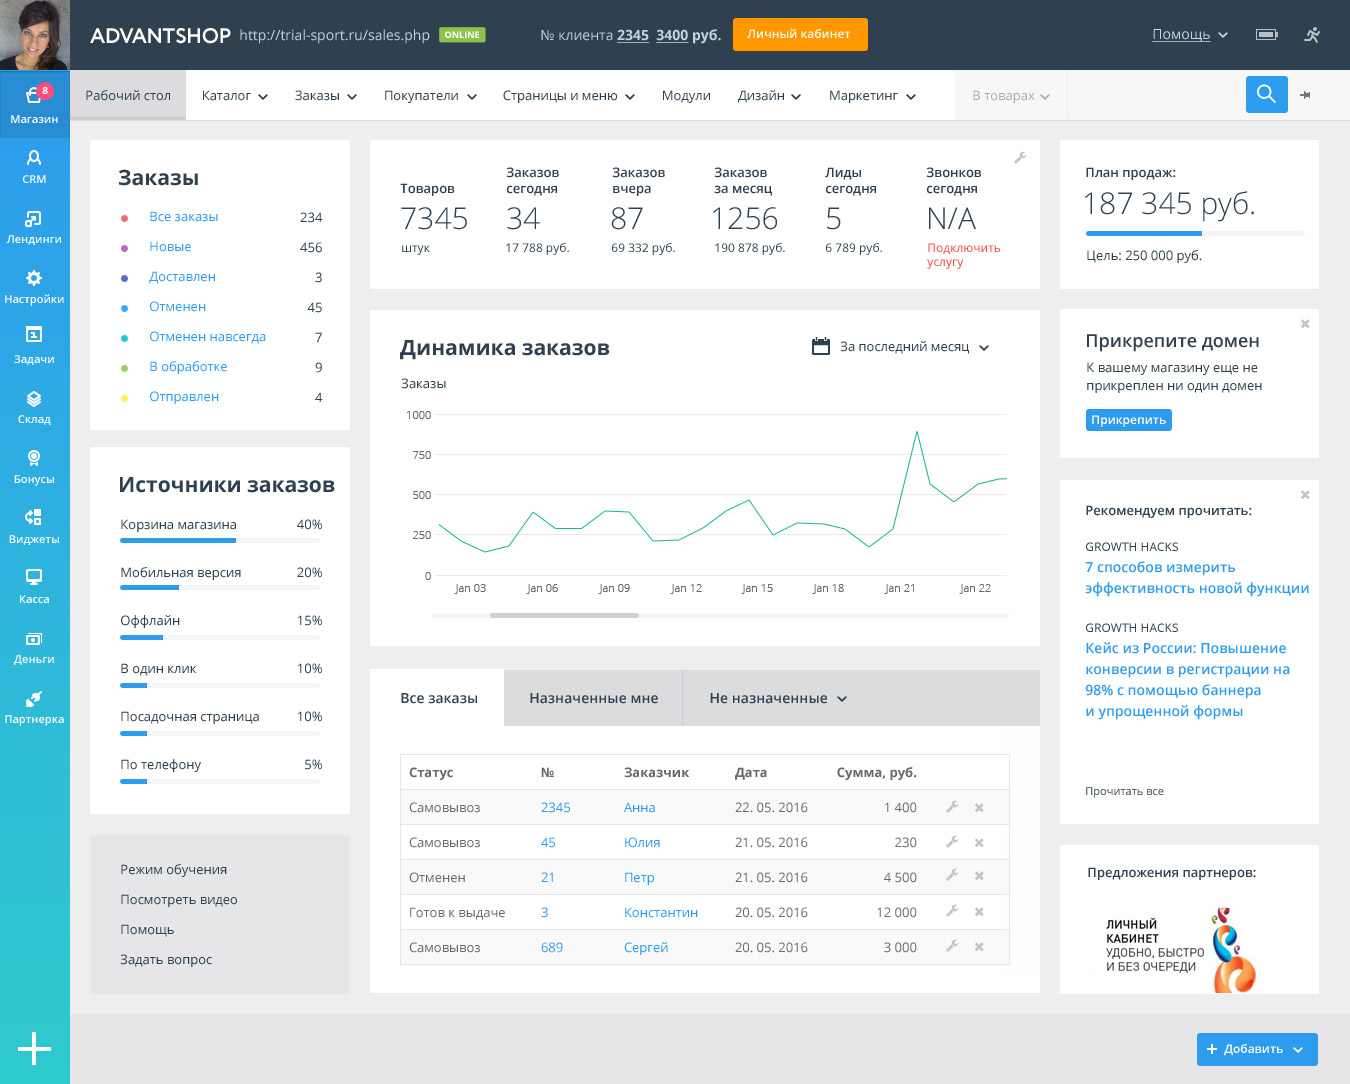 ADVANTSHOP http://trial-sport.ru/sales.php ONLINE № клиента 2345 3400 руб. Личный кабинет Помощь
Рабочий стол Каталог Заказы Покупатели Страницы и меню Модули Дизайн Маркетинг В товарах
8
Магазин
CRM
Лендинги
Настройки
1
Задачи
Склад
Бонусы
Виджеты
Касса
Деньги
Партнерка
Заказы
Все заказы 234
Новые 456
Доставлен 3
Отменен 45
Отменен навсегда 7
В обработке 9
Отправлен 4
Источники заказов
Корзина магазина 40%
Мобильная версия 20%
Оффлайн 15%
В один клик 10%
Посадочная страница 10%
По телефону 5%
Режим обучения
Посмотреть видео
Помощь
Задать вопрос
Товаров
7345
штук
Заказов
сегодня
34
17 788 руб.
Заказов
вчера
87
69 332 руб.
Заказов
за месяц
1256
190 878 руб.
Лиды
сегодня
5
6 789 руб.
Звонков
сегодня
N/A
Подключить
услугу
Динамика заказов За последний месяц
Заказы
1000
750
500
250
0
Jan 03 Jan 06 Jan 09 Jan 12 Jan 15 Jan 18 Jan 21 Jan 22
Все заказы Назначенные мне Не назначенные
Статус № Заказчик Дата Сумма, руб.
Самовывоз 2345 Анна 22. 05. 2016 1 400
Самовывоз 45 Юлия 21. 05. 2016 230
Отменен 21 Петр 21. 05. 2016 4 500
Готов к выдаче 3 Константин 20. 05. 2016 12 000
Самовывоз 689 Сергей 20. 05. 2016 3 000
План продаж:
187 345 руб.
Цель: 250 000 руб.
Прикрепите домен
К вашему магазину еще не
прикреплен ни один домен
Прикрепить
Рекомендуем прочитать:
GROWTH HACKS
7 способов измерить
эффективность новой функции
GROWTH HACKS
Кейс из России: Повышение
конверсии в регистрации на
98% с помощью баннера
и упрощенной формы
Прочитать все
Предложения партнеров:
ЛИЧНЫЙ
КАБИНЕТ
УДОБНО, БЫСТРО
И БЕЗ ОЧЕРЕДИ
Добавить